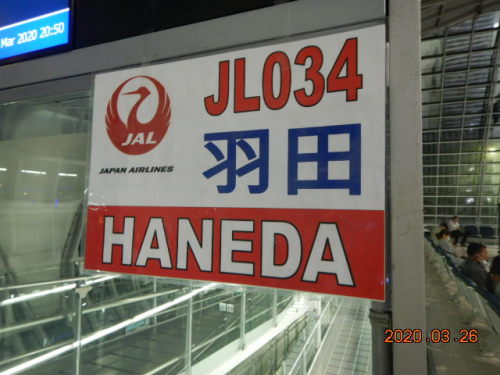 Mar 2020 20:50
JL034
JAL
JAPAN AIRLINES
羽田
HANEDA
2020.03.26